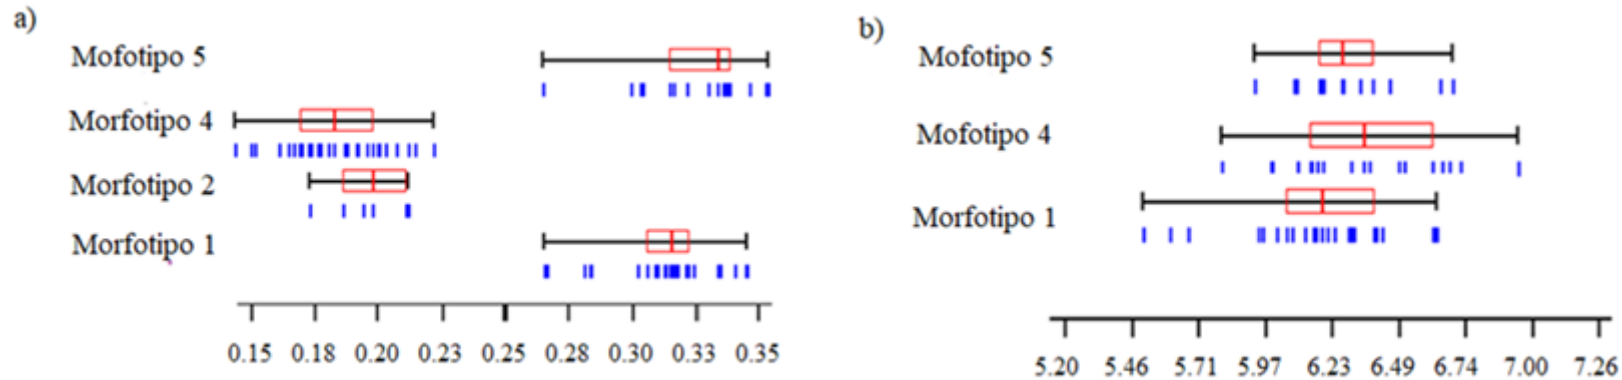 a)
Mofotipo 5
Morfotipo 4
Morfotipo 2
Morfotipo 1
0.15 0.18 0.20 0.23 0.25 0.28 0.30 0.33 0.35
b)
Mofotipo 5
Mofotipo 4
Morfotipo 1
5.20 5.46 5.71 5.97 6.23 6.49 6.74 7.00 7.26